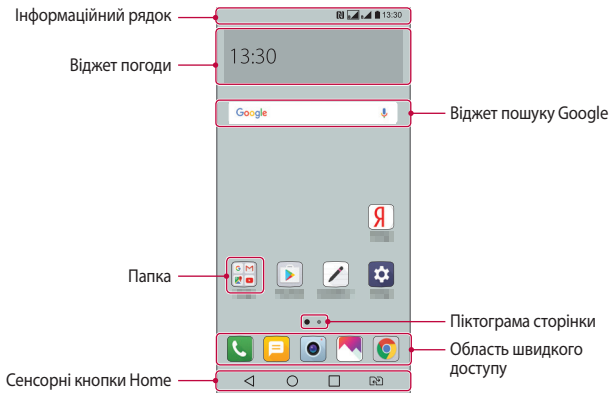 Інформаційний рядок
13:30
Віджет погоди
13:30
Google
Віджет пошуку Google
Я
Папка
G M
Піктограма сторінки
Область швидкого
доступу
Сенсорні кнопки Home